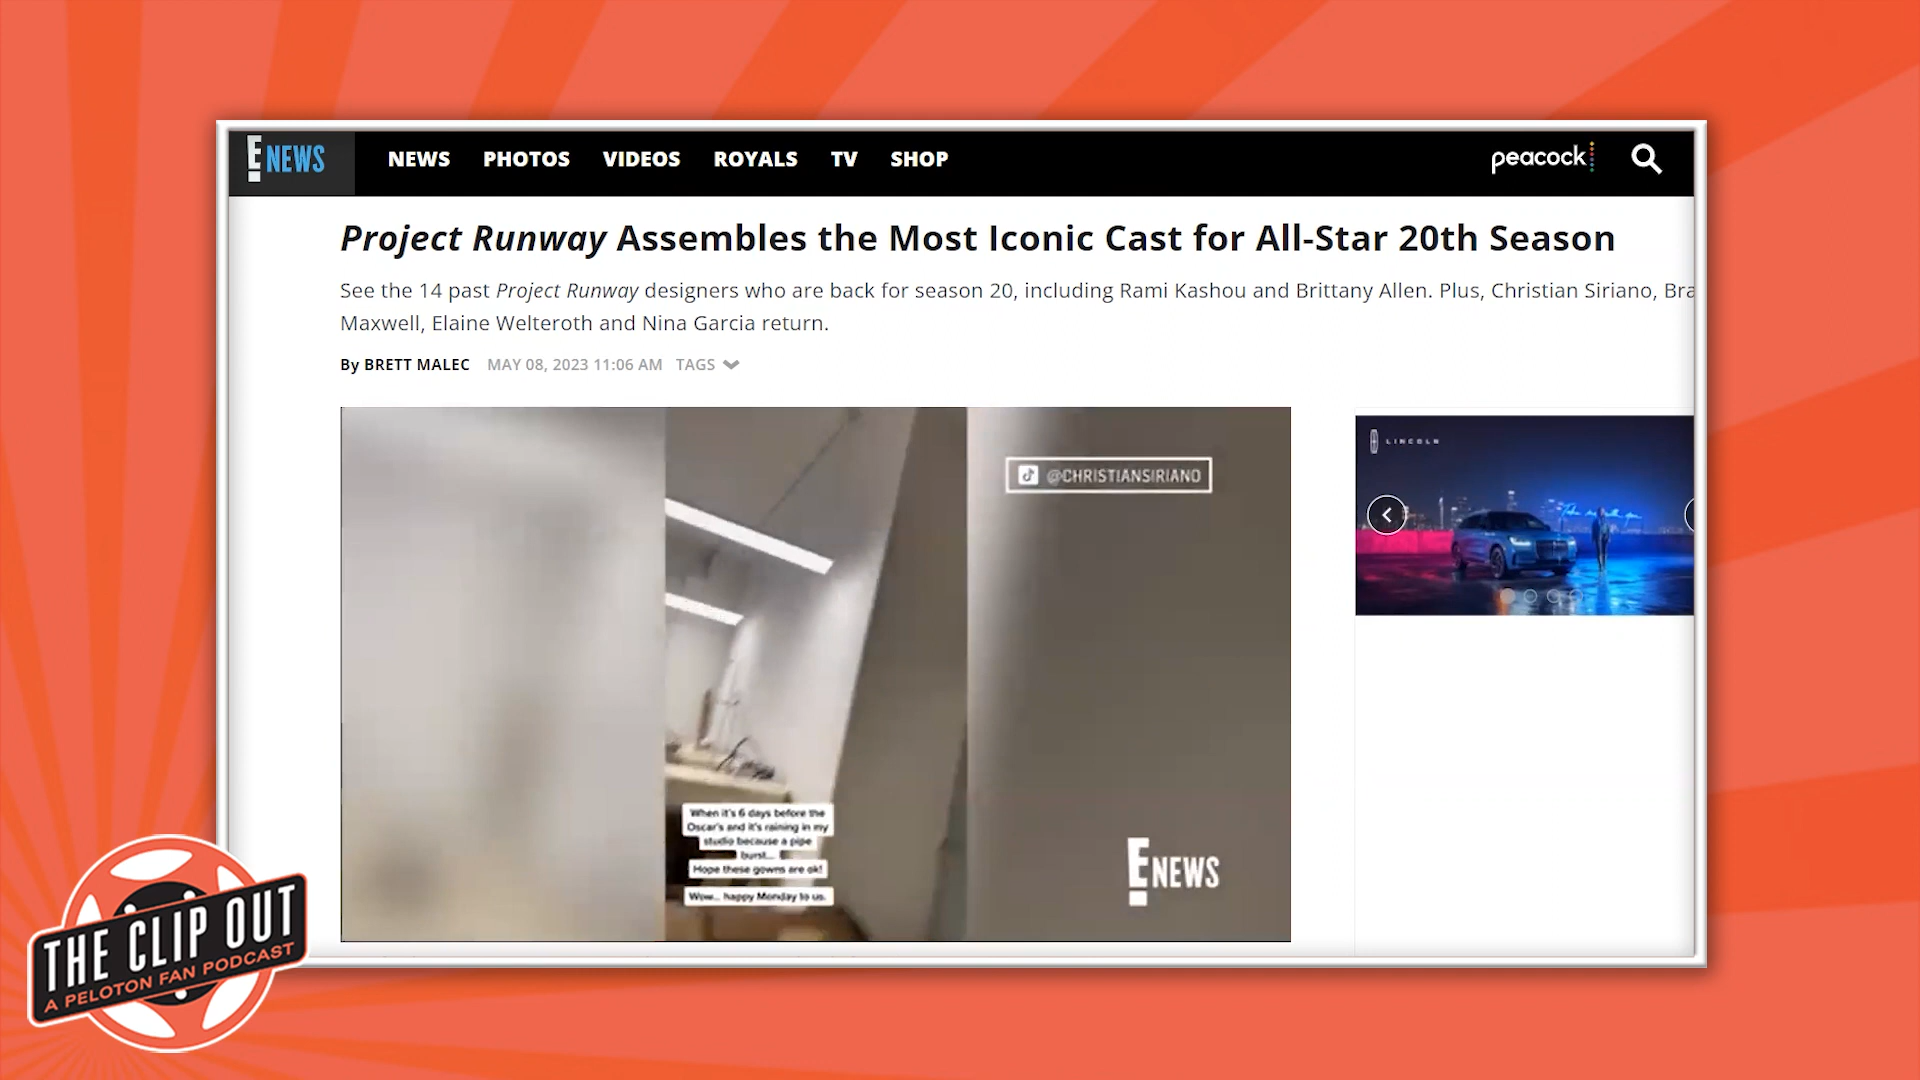 E NEWS
NEWS PHOTOS VIDEOS ROYALS TV SHOP
peacock
Project Runway Assembles the Most Iconic Cast for All-Star 20th Season
See the 14 past Project Runway designers who are back for season 20, including Rami Kashou and Brittany Allen. Plus, Christian Siriano, Bra
Maxwell, Elaine Welteroth and Nina Garcia return.
By BRETT MALEC MAY 08, 2023 11:06 AM TAGS
@CHRISTIANSIRIANO
LINCOLN
When it's 6 days before the
Oscar's and it's raining in my
studio because a pipe
burst...
Hope these gowns are ok!
Wow... happy Monday to us.
E NEWS
THE CLIP OUT
A PELOTON FAN PODCAST